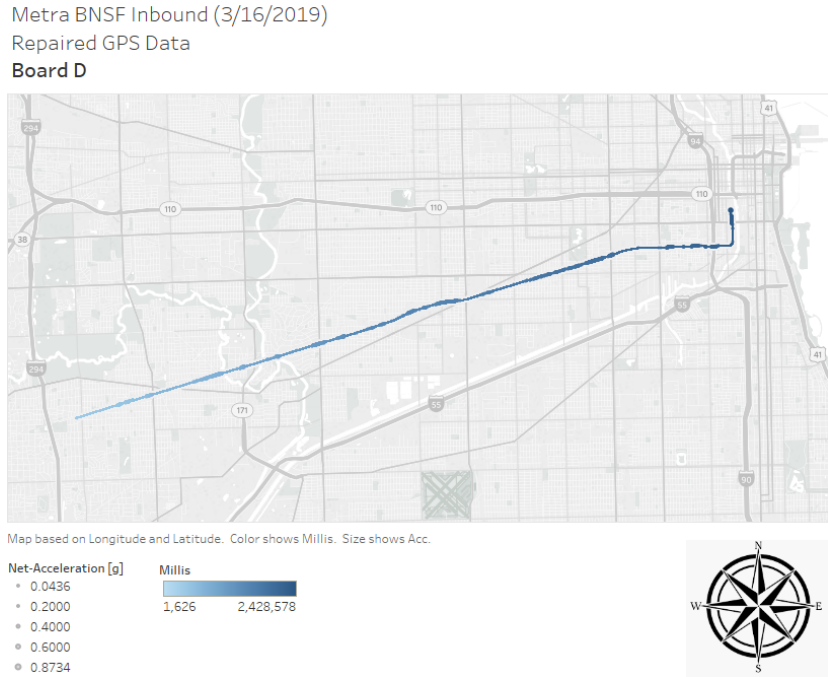 Metra BNSF Inbound (3/16/2019)
Repaired GPS Data
Board D
41
294
94
110
110
110
38
55
294
41
171
55
90
Map based on Longitude and Latitude. Color shows Millis. Size shows Acc.
Net-Acceleration [g]
0.0436
0.2000
0.4000
0.6000
0.8734
Millis
1,626 2,428,578
N
W E
S